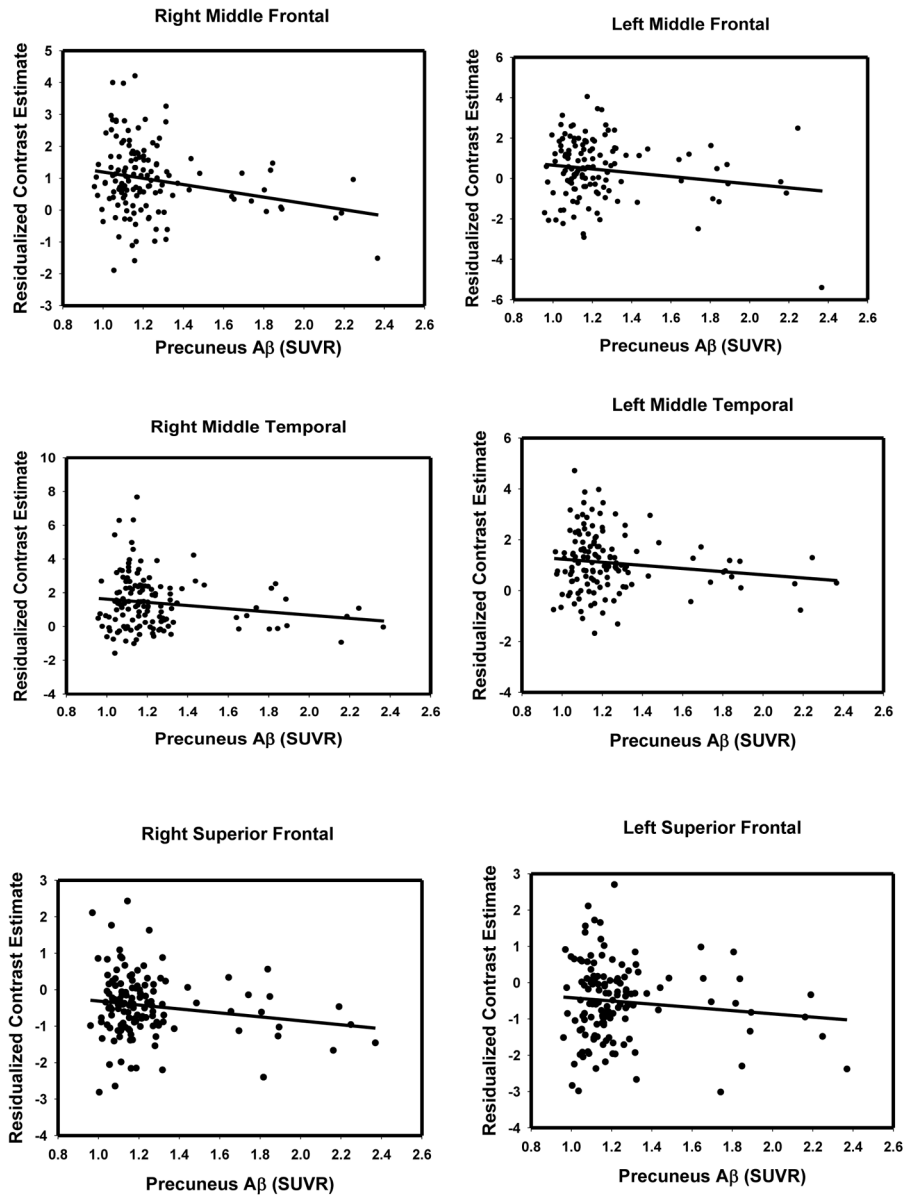 Right Middle Frontal
Residualized Contrast Estimate
5
4
3
2
1
0
-1
-2
-3
0.8 1.0 1.2 1.4 1.6 1.8 2.0 2.2 2.4 2.6
Precuneus Aβ (SUVR)
Left Middle Frontal
Residualized Contrast Estimate
6
4
2
0
-2
-4
-6
0.8 1.0 1.2 1.4 1.6 1.8 2.0 2.2 2.4 2.6
Precuneus Aβ (SUVR)
Right Middle Temporal
Residualized Contrast Estimate
10
8
6
4
2
0
-2
-4
0.8 1.0 1.2 1.4 1.6 1.8 2.0 2.2 2.4 2.6
Precuneus Aβ (SUVR)
Left Middle Temporal
Residualized Contrast Estimate
6
4
2
0
-2
-4
0.8 1.0 1.2 1.4 1.6 1.8 2.0 2.2 2.4 2.6
Precuneus Aβ (SUVR)
Right Superior Frontal
Residualized Contrast Estimate
3
2
1
0
-1
-2
-3
-4
0.8 1.0 1.2 1.4 1.6 1.8 2.0 2.2 2.4 2.6
Precuneus Aβ (SUVR)
Left Superior Frontal
Residualized Contrast Estimate
3
2
1
0
-1
-2
-3
-4
0.8 1.0 1.2 1.4 1.6 1.8 2.0 2.2 2.4 2.6
Precuneus Aβ (SUVR)